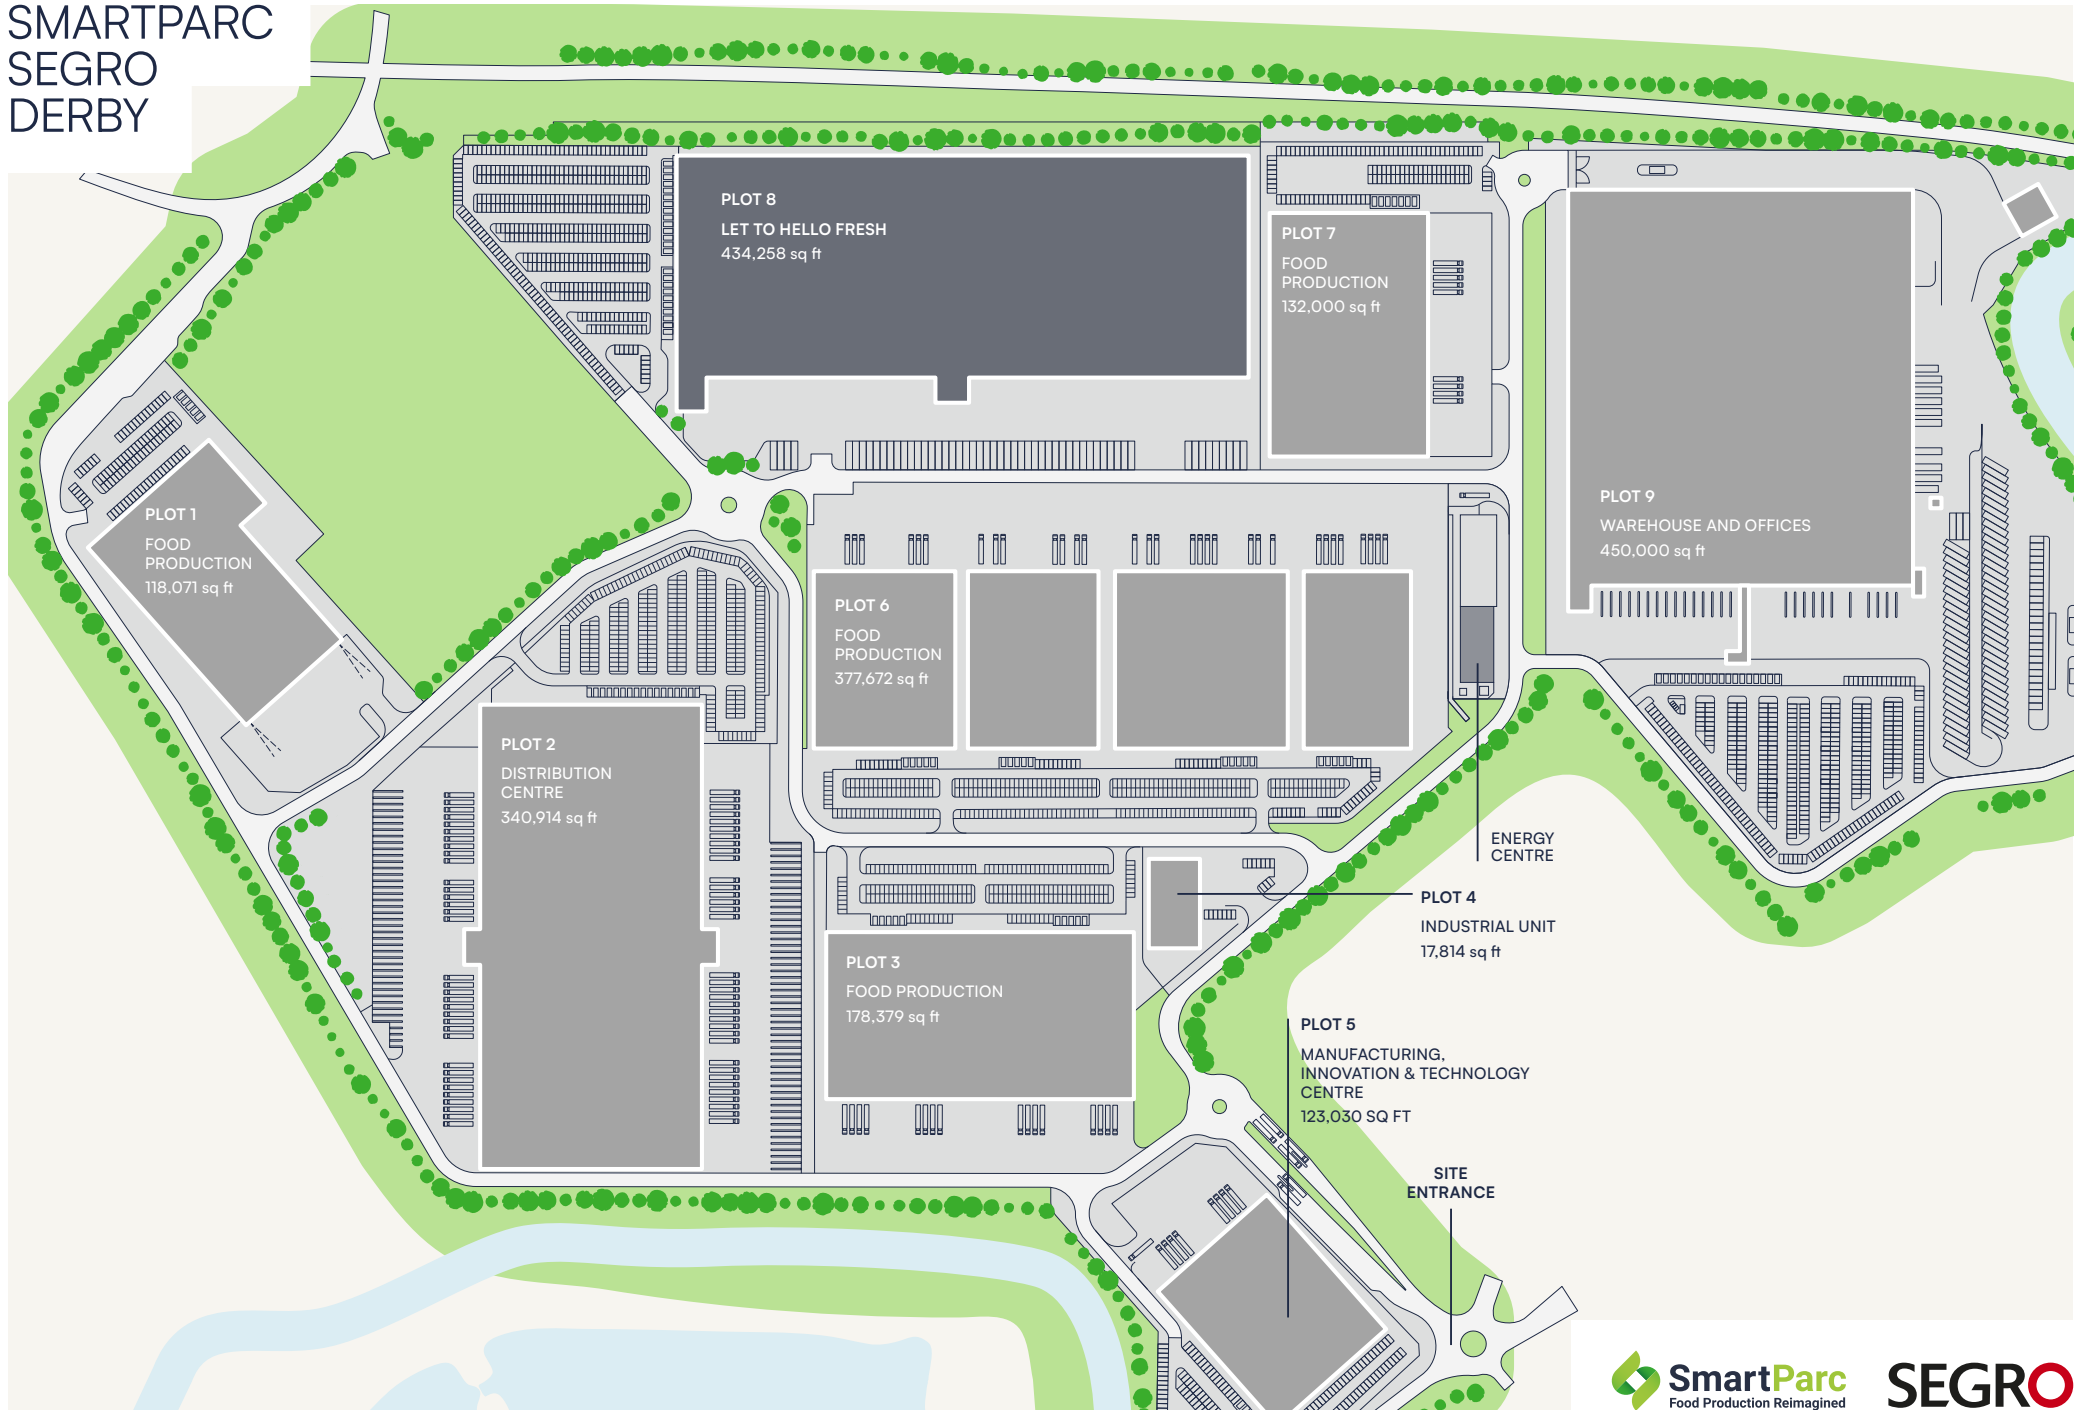 SMARTPARC
SEGRO
DERBY
PLOT 8
LET TO HELLO FRESH
434,258 sq ft
PLOT 7
FOOD
PRODUCTION
132,000 sq ft
PLOT 9
WAREHOUSE AND OFFICES
450,000 sq ft
PLOT 1
FOOD
PRODUCTION
118,071 sq ft
PLOT 6
FOOD
PRODUCTION
377,672 sq ft
PLOT 2
DISTRIBUTION
CENTRE
340,914 sq ft
ENERGY
CENTRE
PLOT 4
INDUSTRIAL UNIT
17,814 sq ft
PLOT 3
FOOD PRODUCTION
178,379 sq ft
PLOT 5
MANUFACTURING,
INNOVATION & TECHNOLOGY
CENTRE
123,030 SQ FT
SITE
ENTRANCE
SmartParc
Food Production Reimagined
SEGRO